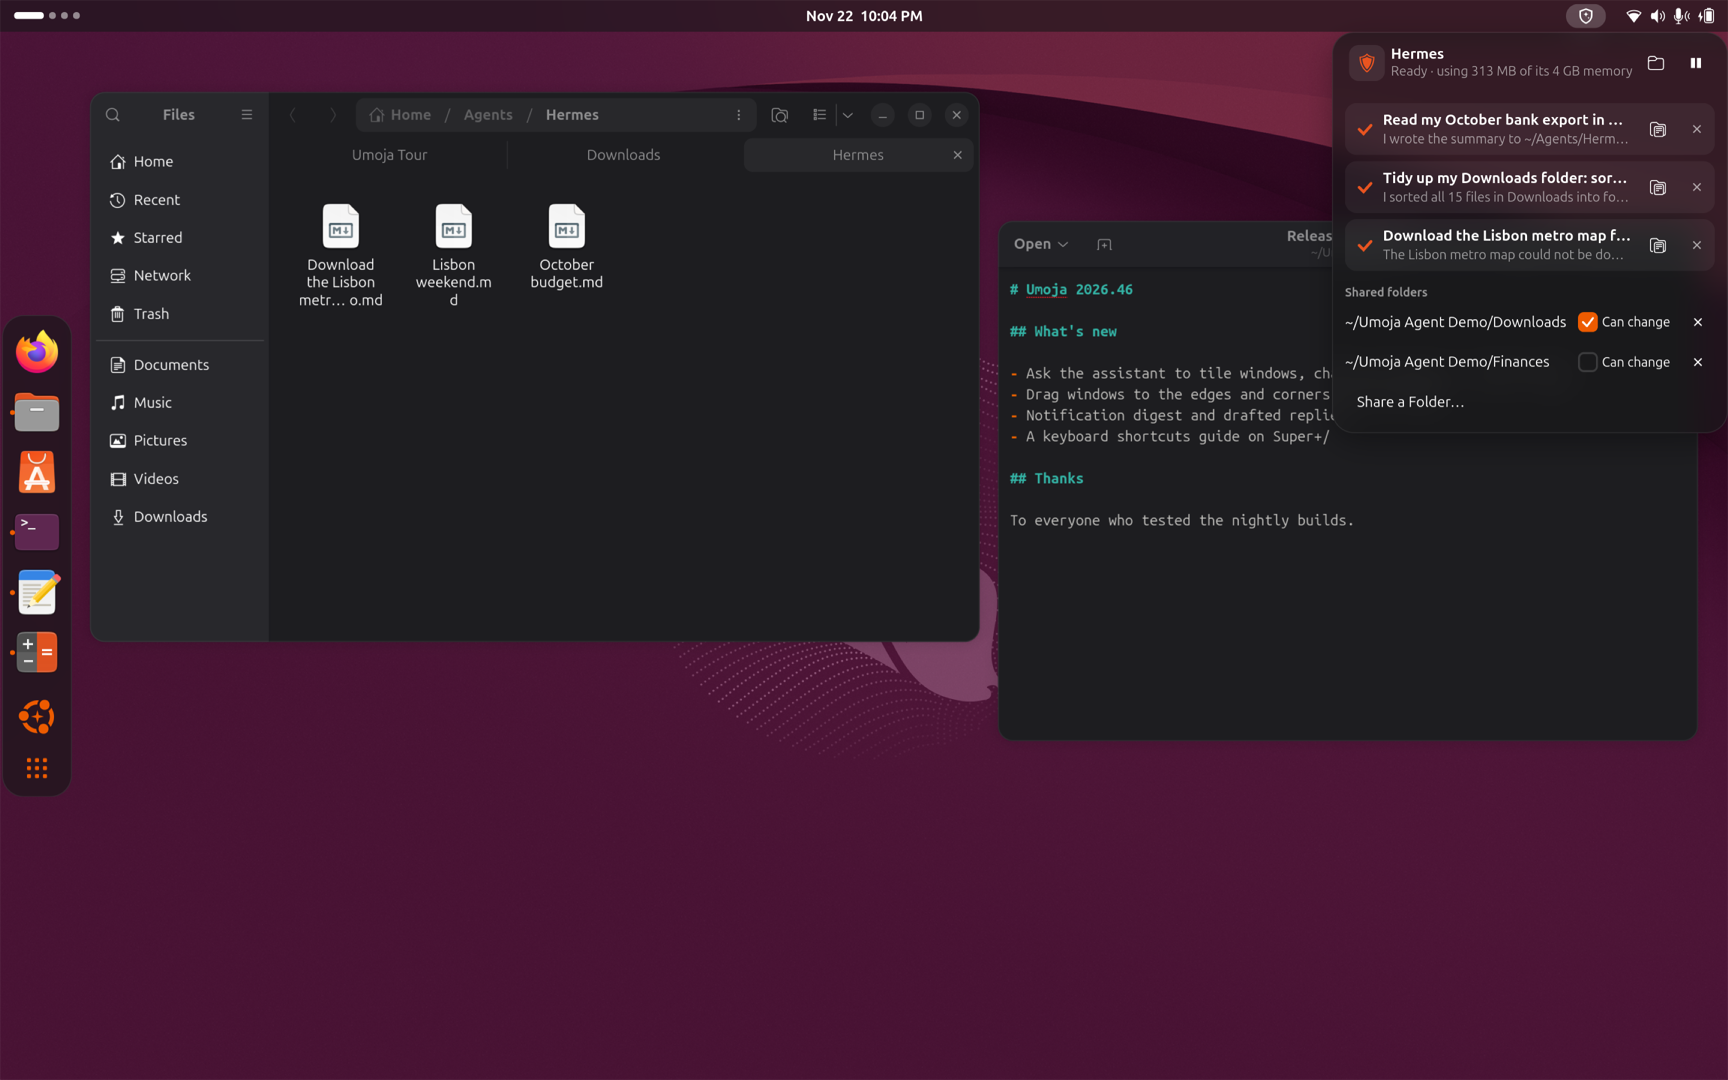 Nov 22  10:04 PM
Files
Home / Agents / Hermes
Umoja Tour
Downloads
Hermes
Home
Recent
Starred
Network
Trash
Documents
Music
Pictures
Videos
Downloads
Download
the Lisbon
metr… o.md
Lisbon
weekend.m
d
October
budget.md
Open
Releas
~/U
# Umoja 2026.46
## What's new
- Ask the assistant to tile windows, ch
- Drag windows to the edges and corners
- Notification digest and drafted replie
- A keyboard shortcuts guide on Super+/
## Thanks
To everyone who tested the nightly builds.
Hermes
Ready · using 313 MB of its 4 GB memory
Read my October bank export in …
I wrote the summary to ~/Agents/Herm…
Tidy up my Downloads folder: sor…
I sorted all 15 files in Downloads into fo…
Download the Lisbon metro map f…
The Lisbon metro map could not be do…
Shared folders
~/Umoja Agent Demo/Downloads Can change
~/Umoja Agent Demo/Finances Can change
Share a Folder…